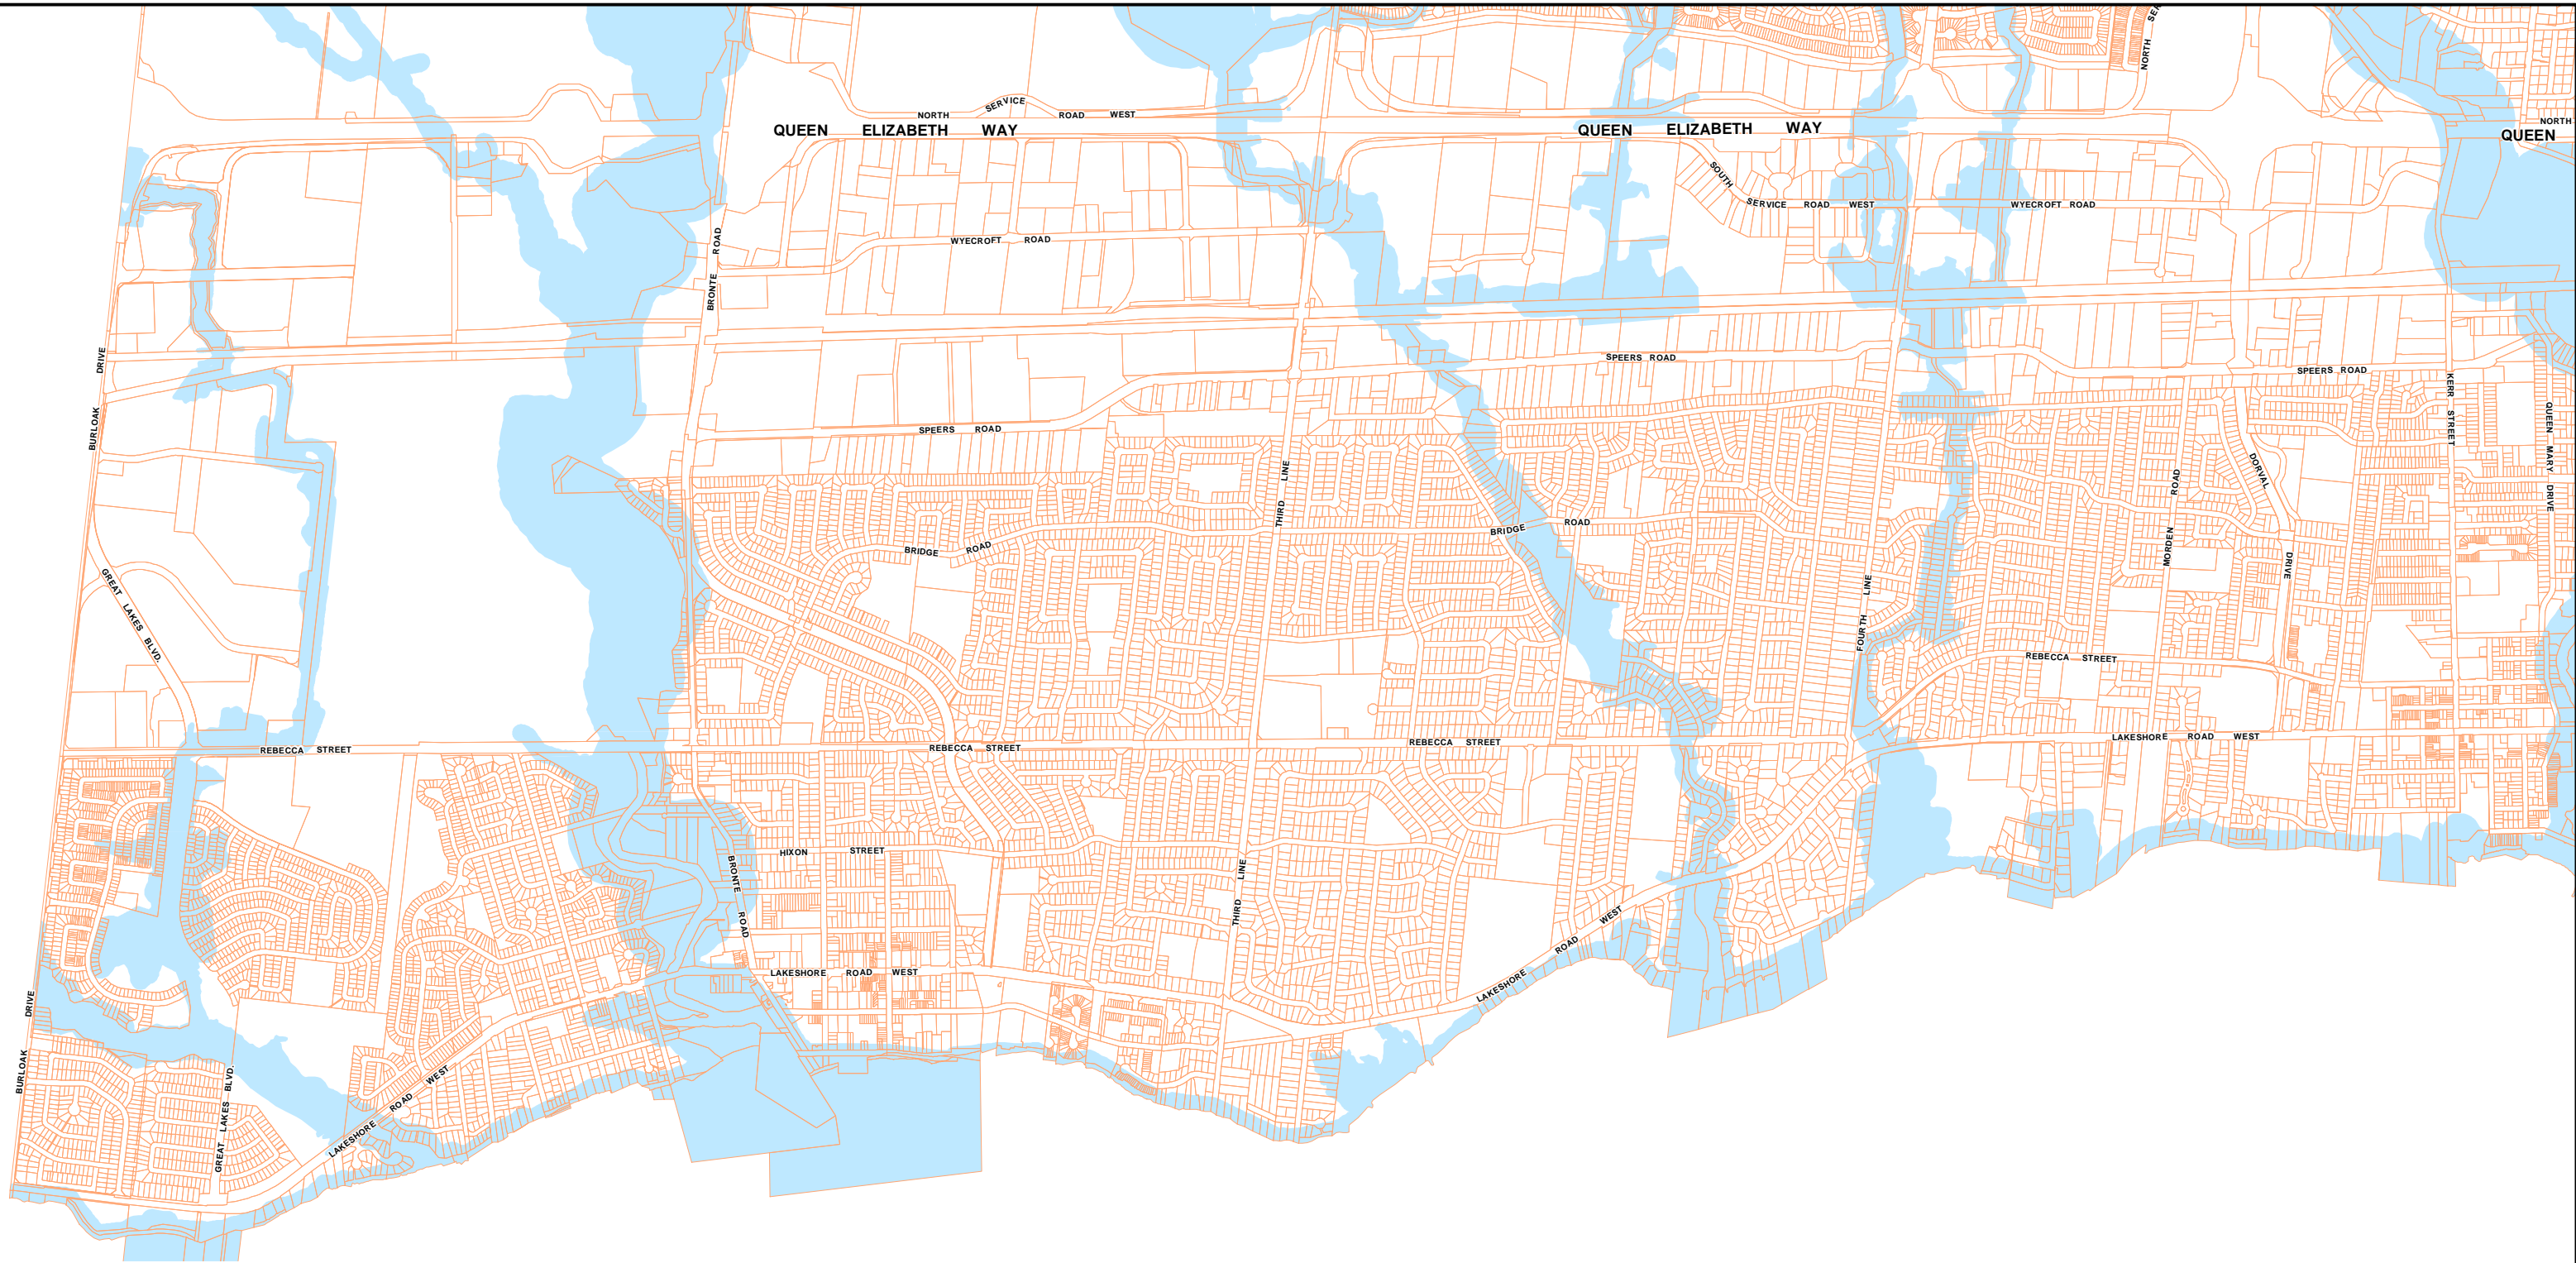 NORTH SER
NORTH SERVICE ROAD WEST
QUEEN ELIZABETH WAY
QUEEN ELIZABETH WAY
NORTH
QUEEN
SOUTH SERVICE ROAD WEST
WYECROFT ROAD
WYECROFT ROAD
BRONTE ROAD
BURLOAK DRIVE
SPEERS ROAD
SPEERS ROAD
SPEERS ROAD
KERR STREET
QUEEN MARY DRIVE
THIRD LINE
DORVAL DRIVE
MORDEN ROAD
BRIDGE ROAD
BRIDGE ROAD
FOURTH LINE
GREAT LAKES BLVD.
REBECCA STREET
REBECCA STREET
REBECCA STREET
REBECCA STREET
LAKESHORE ROAD WEST
HIXON STREET
BRONTE ROAD
THIRD LINE
LAKESHORE ROAD WEST
LAKESHORE ROAD WEST
BURLOAK DRIVE
GREAT LAKES BLVD.
LAKESHORE ROAD WEST